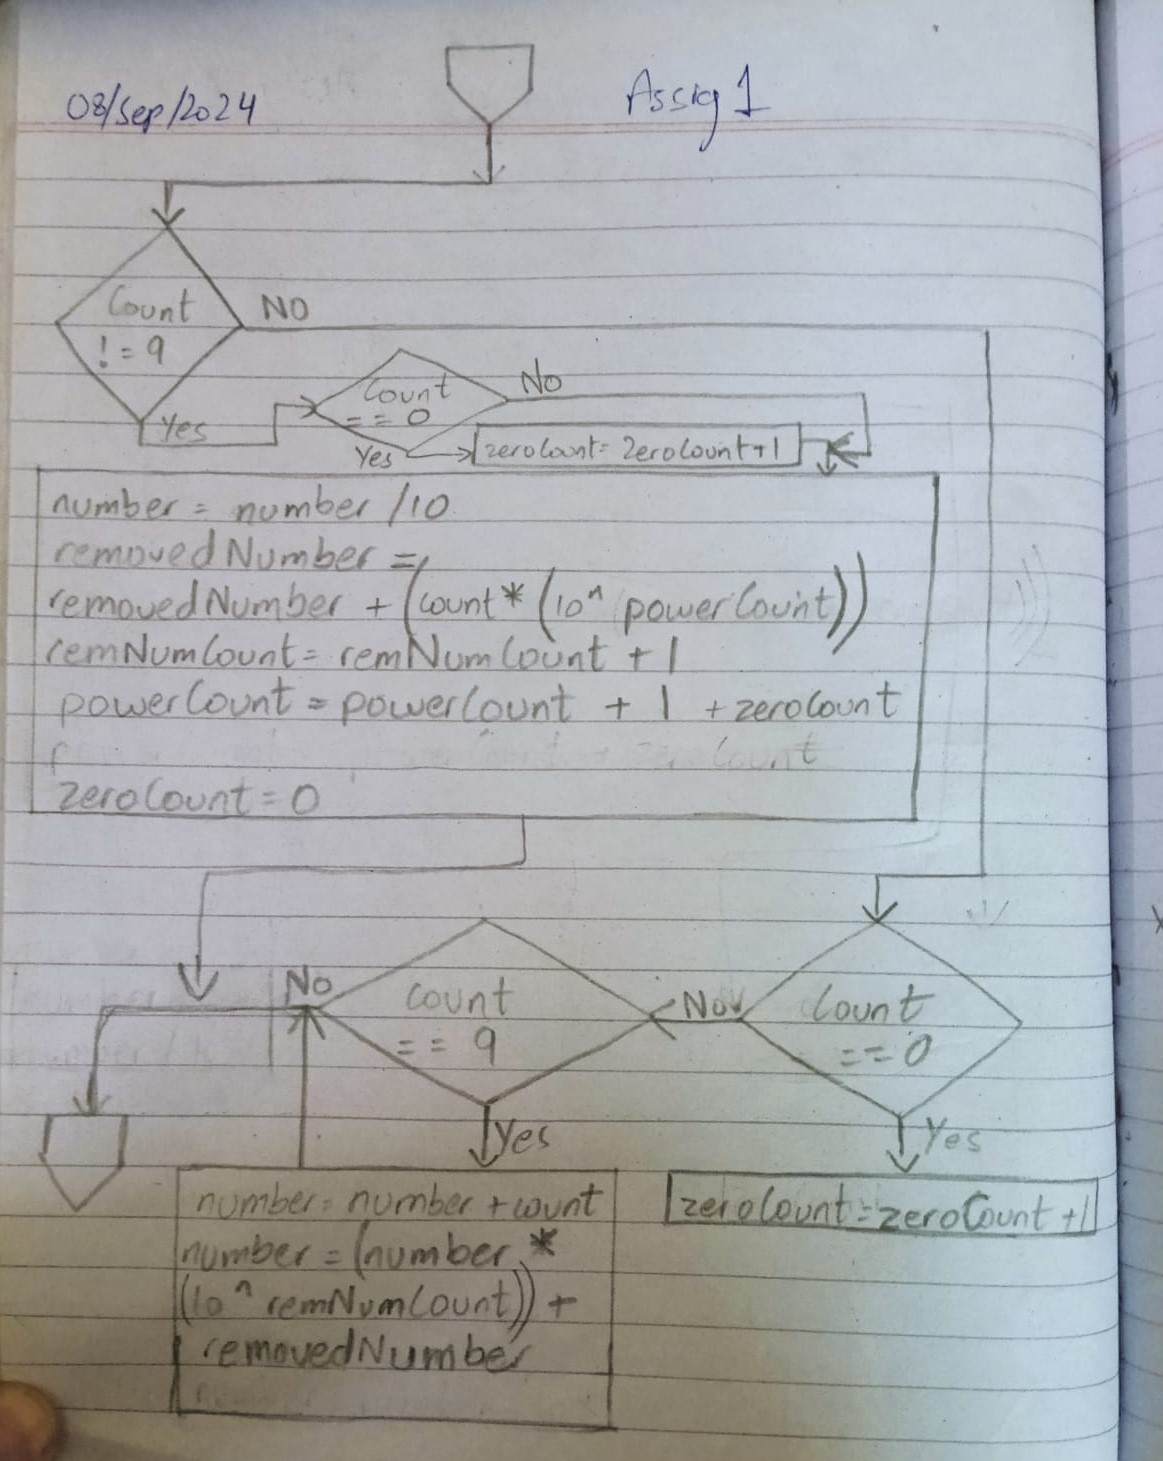 08/Sep/2024
Assig 1
Count
!= 9
NO
Yes
Count
== 0
No
Yes
zeroCount = zeroCount+1
number = number /10
removedNumber =
removedNumber + (count* (10^ powerCount))
remNumCount = remNumCount + 1
powerCount = powerCount + 1 + zeroCount
zeroCount = 0
No
Count
== 9
No
Count
== 0
Yes
Yes
number = number + count
number = (number *
(10^ remNumCount)) +
removedNumber
zeroCount = zeroCount +1